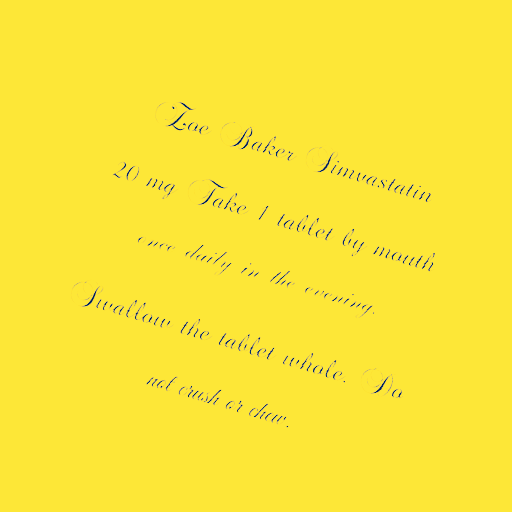 Zoe Baker Simvastatin
20 mg Take 1 tablet by mouth
once daily in the evening.
Swallow the tablet whole. Do
not crush or chew.